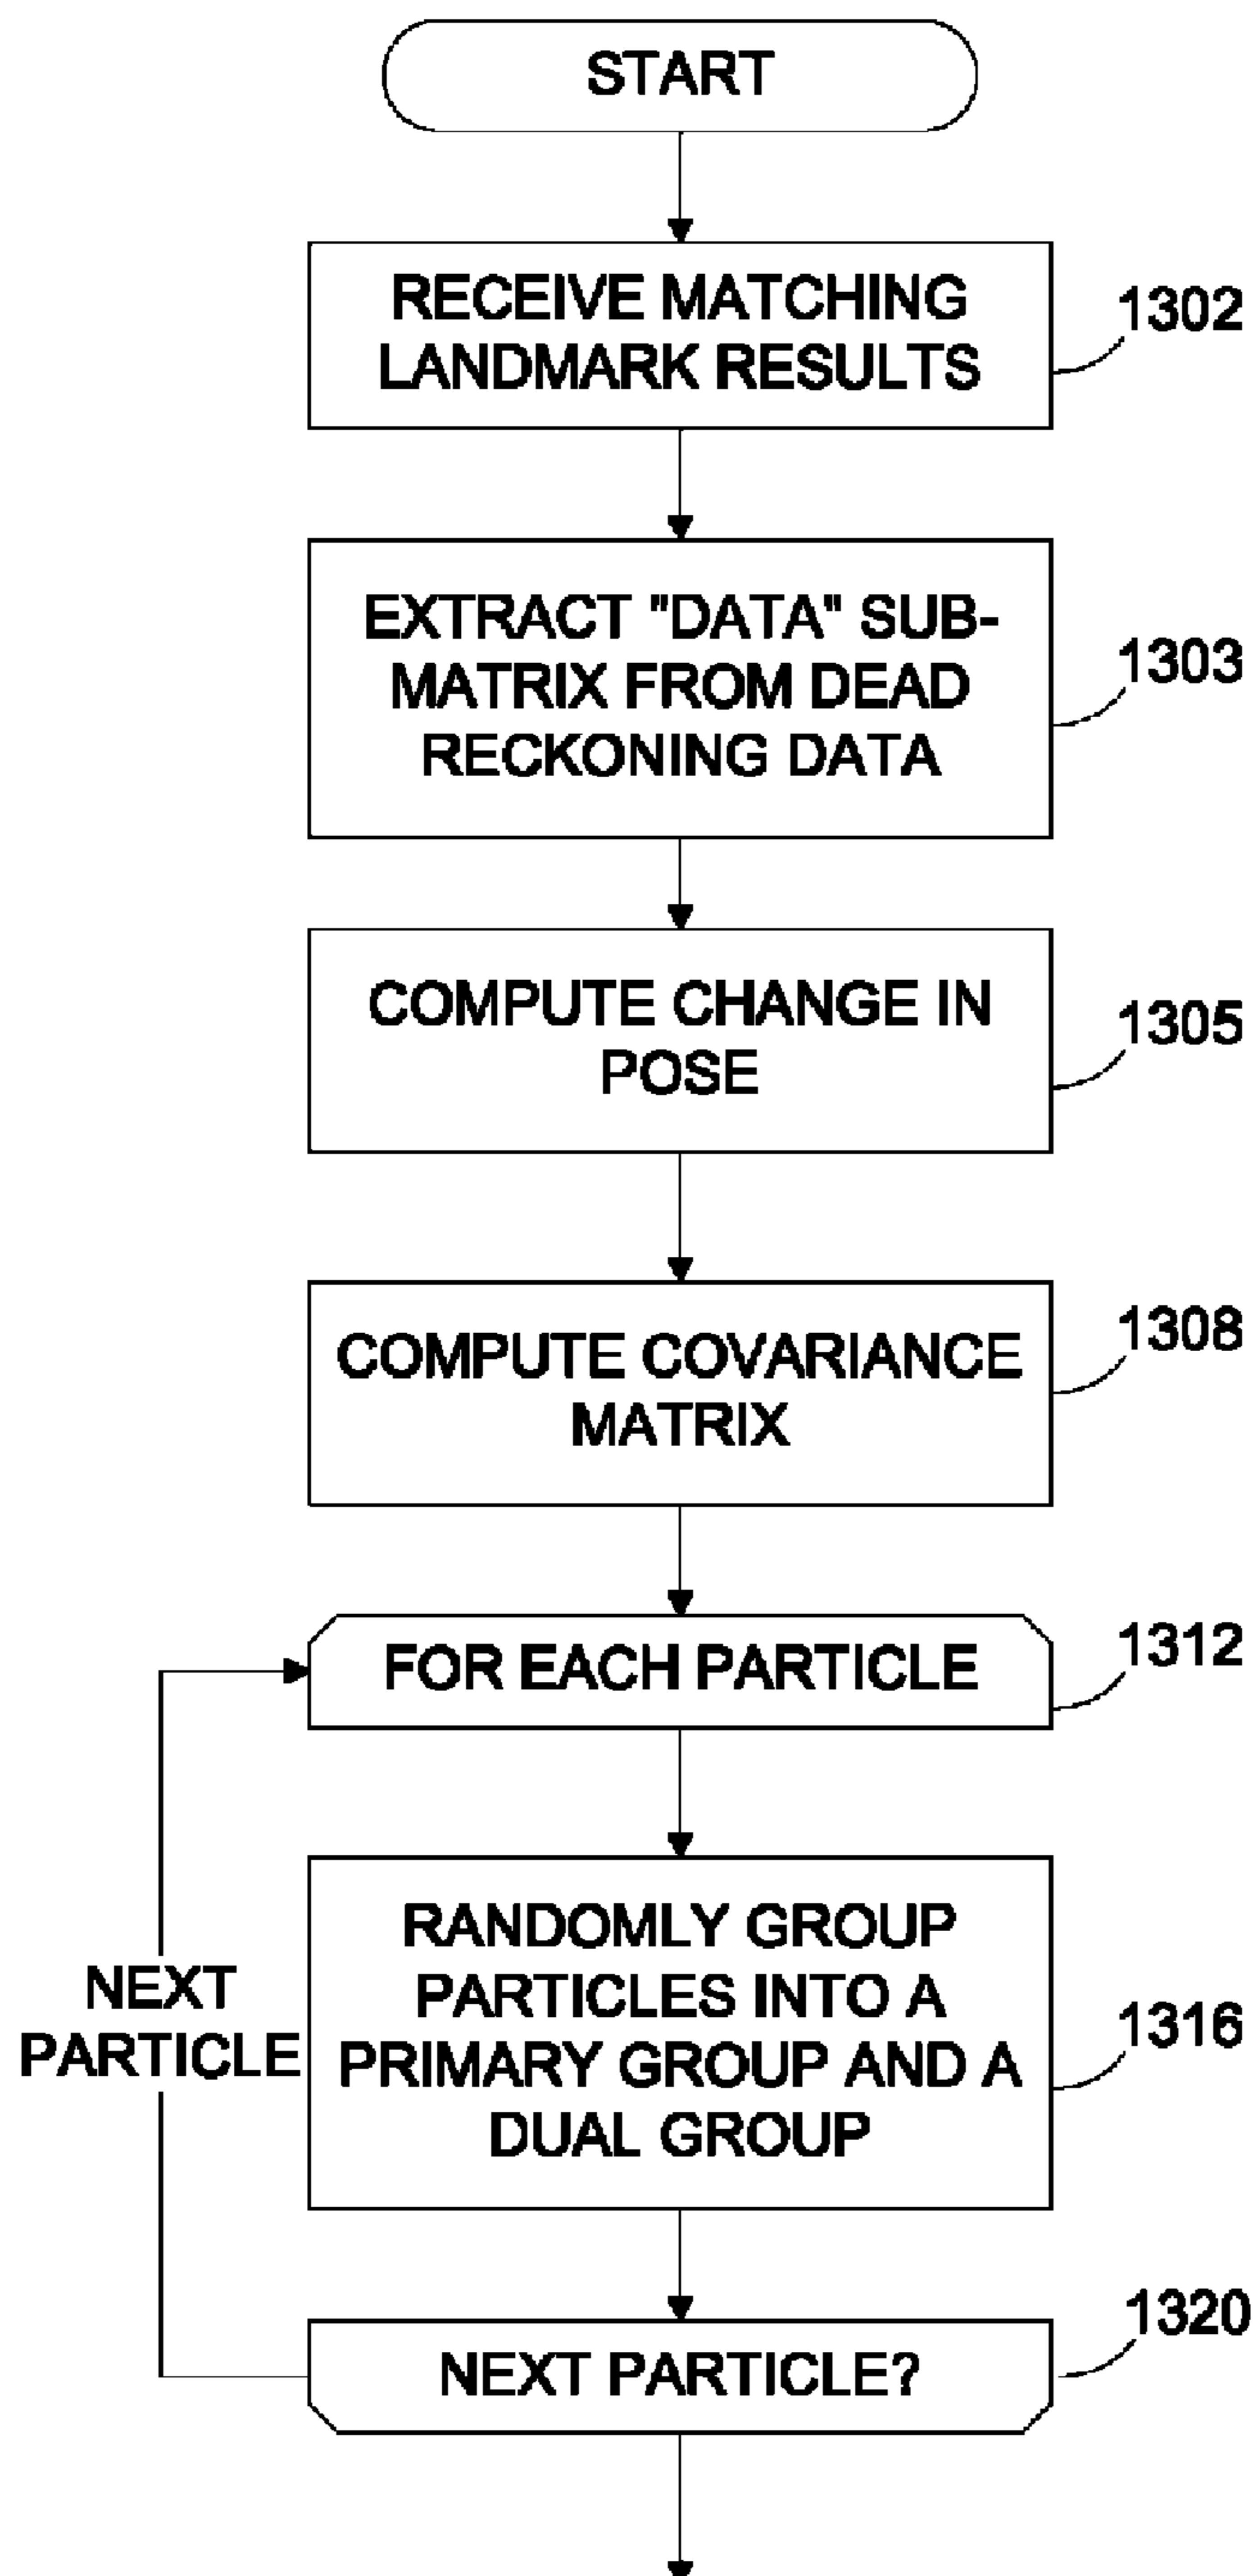 START
RECEIVE MATCHING
LANDMARK RESULTS
1302
EXTRACT "DATA" SUB-
MATRIX FROM DEAD
RECKONING DATA
1303
COMPUTE CHANGE IN
POSE
1305
COMPUTE COVARIANCE
MATRIX
1308
FOR EACH PARTICLE
1312
RANDOMLY GROUP
PARTICLES INTO A
PRIMARY GROUP AND A
DUAL GROUP
1316
NEXT
PARTICLE
NEXT PARTICLE?
1320